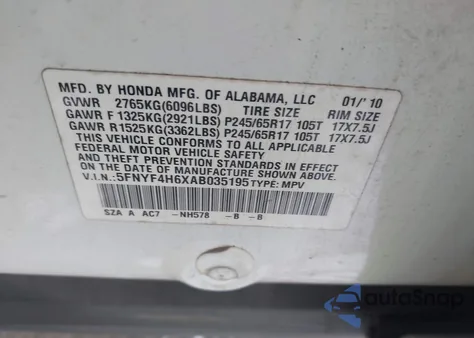 MFD. BY HONDA MFG. OF ALABAMA, LLC 01/'10
GVWR 2765KG(6096LBS) TIRE SIZE RIM SIZE
GAWR F 1325KG(2921LBS) P245/65R17 105T 17X7.5J
GAWR R1525KG(3362LBS) P245/65R17 105T 17X7.5J
THIS VEHICLE CONFORMS TO ALL APPLICABLE
FEDERAL MOTOR VEHICLE SAFETY STANDARDS IN EFFECT
ON THE DATE OF MANUFACTURE SHOWN ABOVE.
V.I.N.:5FNYF4H6XAB035195 TYPE: MPV
SZA A AC7 -NH578 -B -B
autoSnap